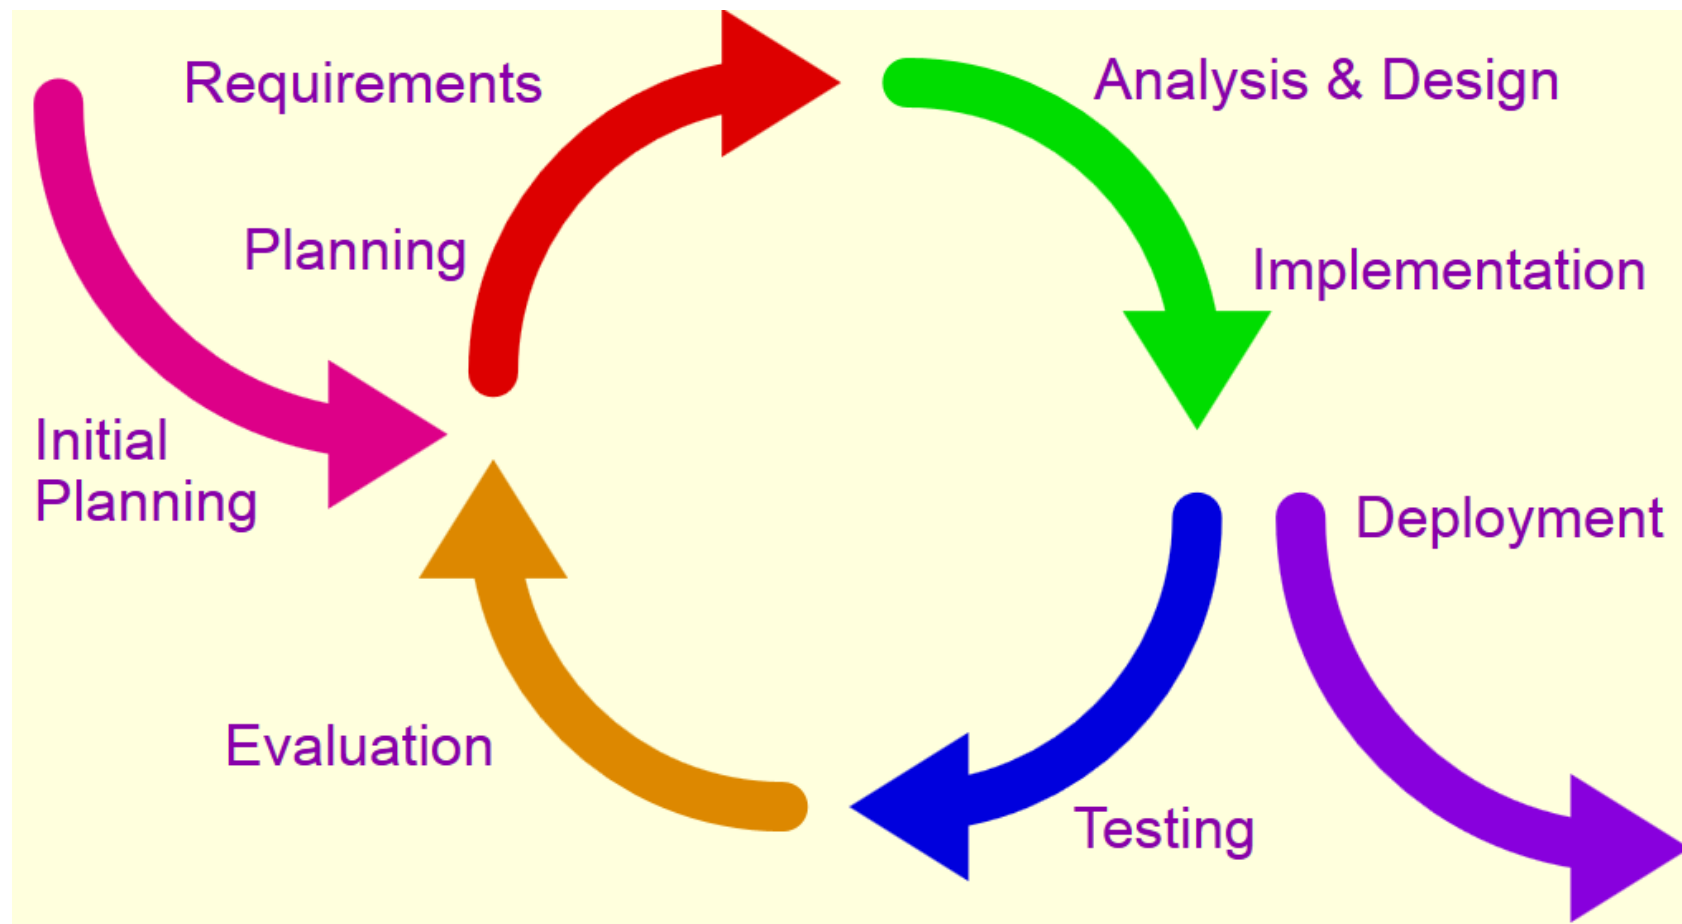 Requirements
Analysis & Design
Planning
Implementation
Initial
Planning
Deployment
Evaluation
Testing